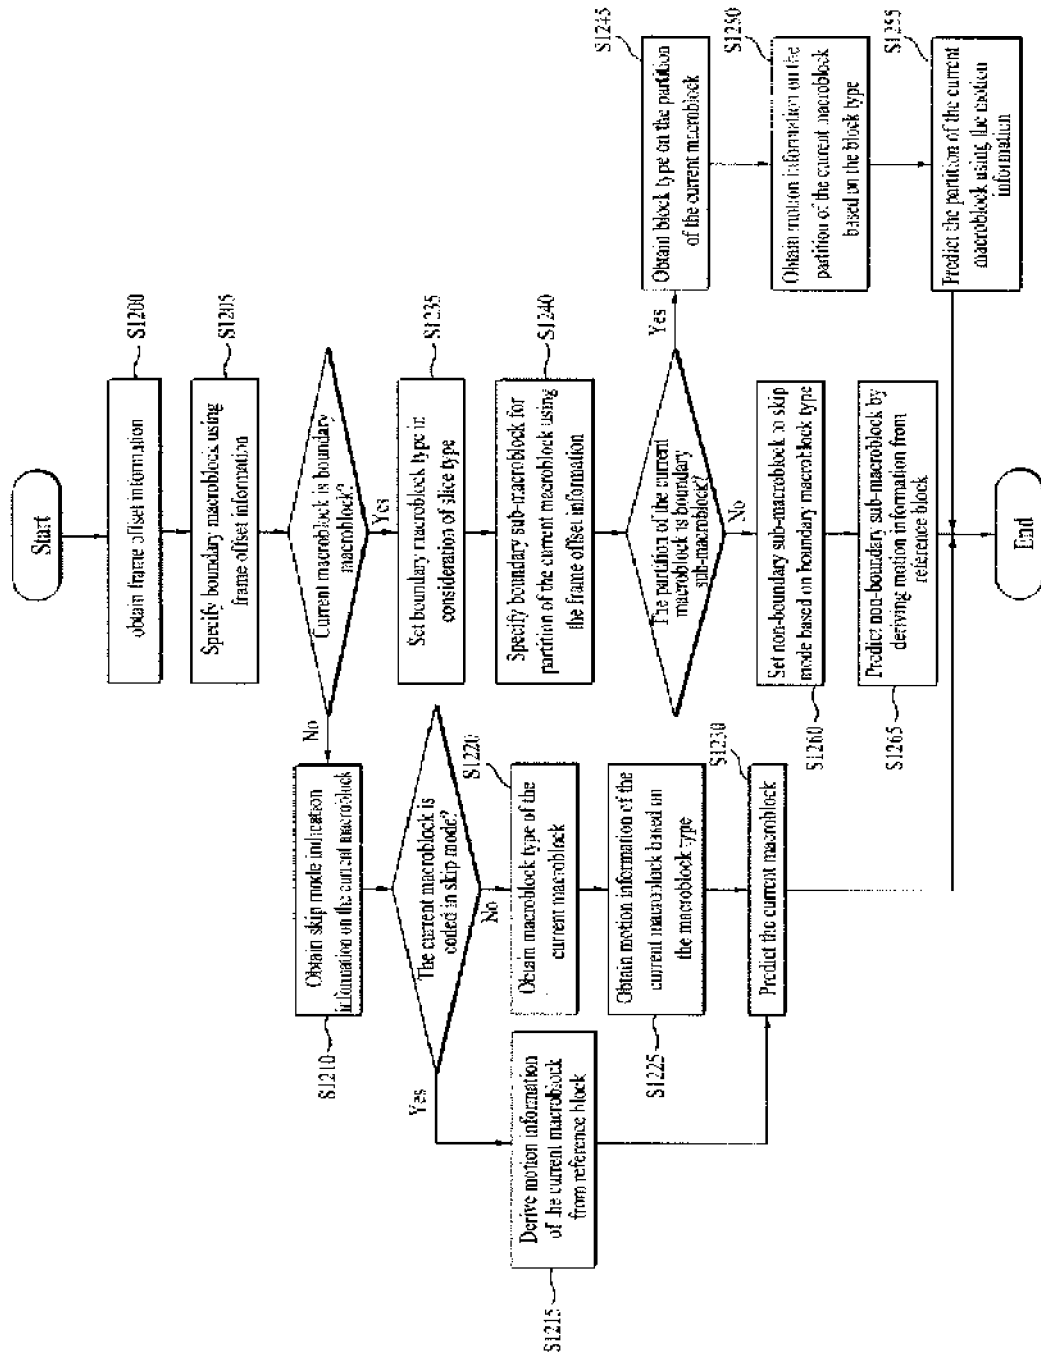 Start
obtain frame offset information
S1200
Specify boundary macroblock using
frame offset information
S1205
Current macroblock is boundary
macroblock?
No
Yes
Obtain skip mode indication
information on the current macroblock
S1210
The current macroblock is
coded in skip mode?
Yes
No
Derive motion information
of the current macroblock
from reference block
S1215
Obtain macroblock type of the
current macroblock
S1220
Obtain motion information of the
current macroblock based on
the macroblock type
S1225
Predict the current macroblock
S1230
Set boundary macroblock type in
consideration of slice type
S1235
Specify boundary sub-macroblock for
partition of the current macroblock using
the frame offset information
S1240
The partition of the current
macroblock is boundary
sub-macroblock?
Yes
No
Obtain block type on the partition
of the current macroblock
S1245
Obtain motion information on the
partition of the current macroblock
based on the block type
S1250
Predict the partition of the current
macroblock using the motion
information
S1255
Set non-boundary sub-macroblock to skip
mode based on boundary macroblock type
S1260
Predict non-boundary sub-macroblock by
deriving motion information from
reference block
S1265
End